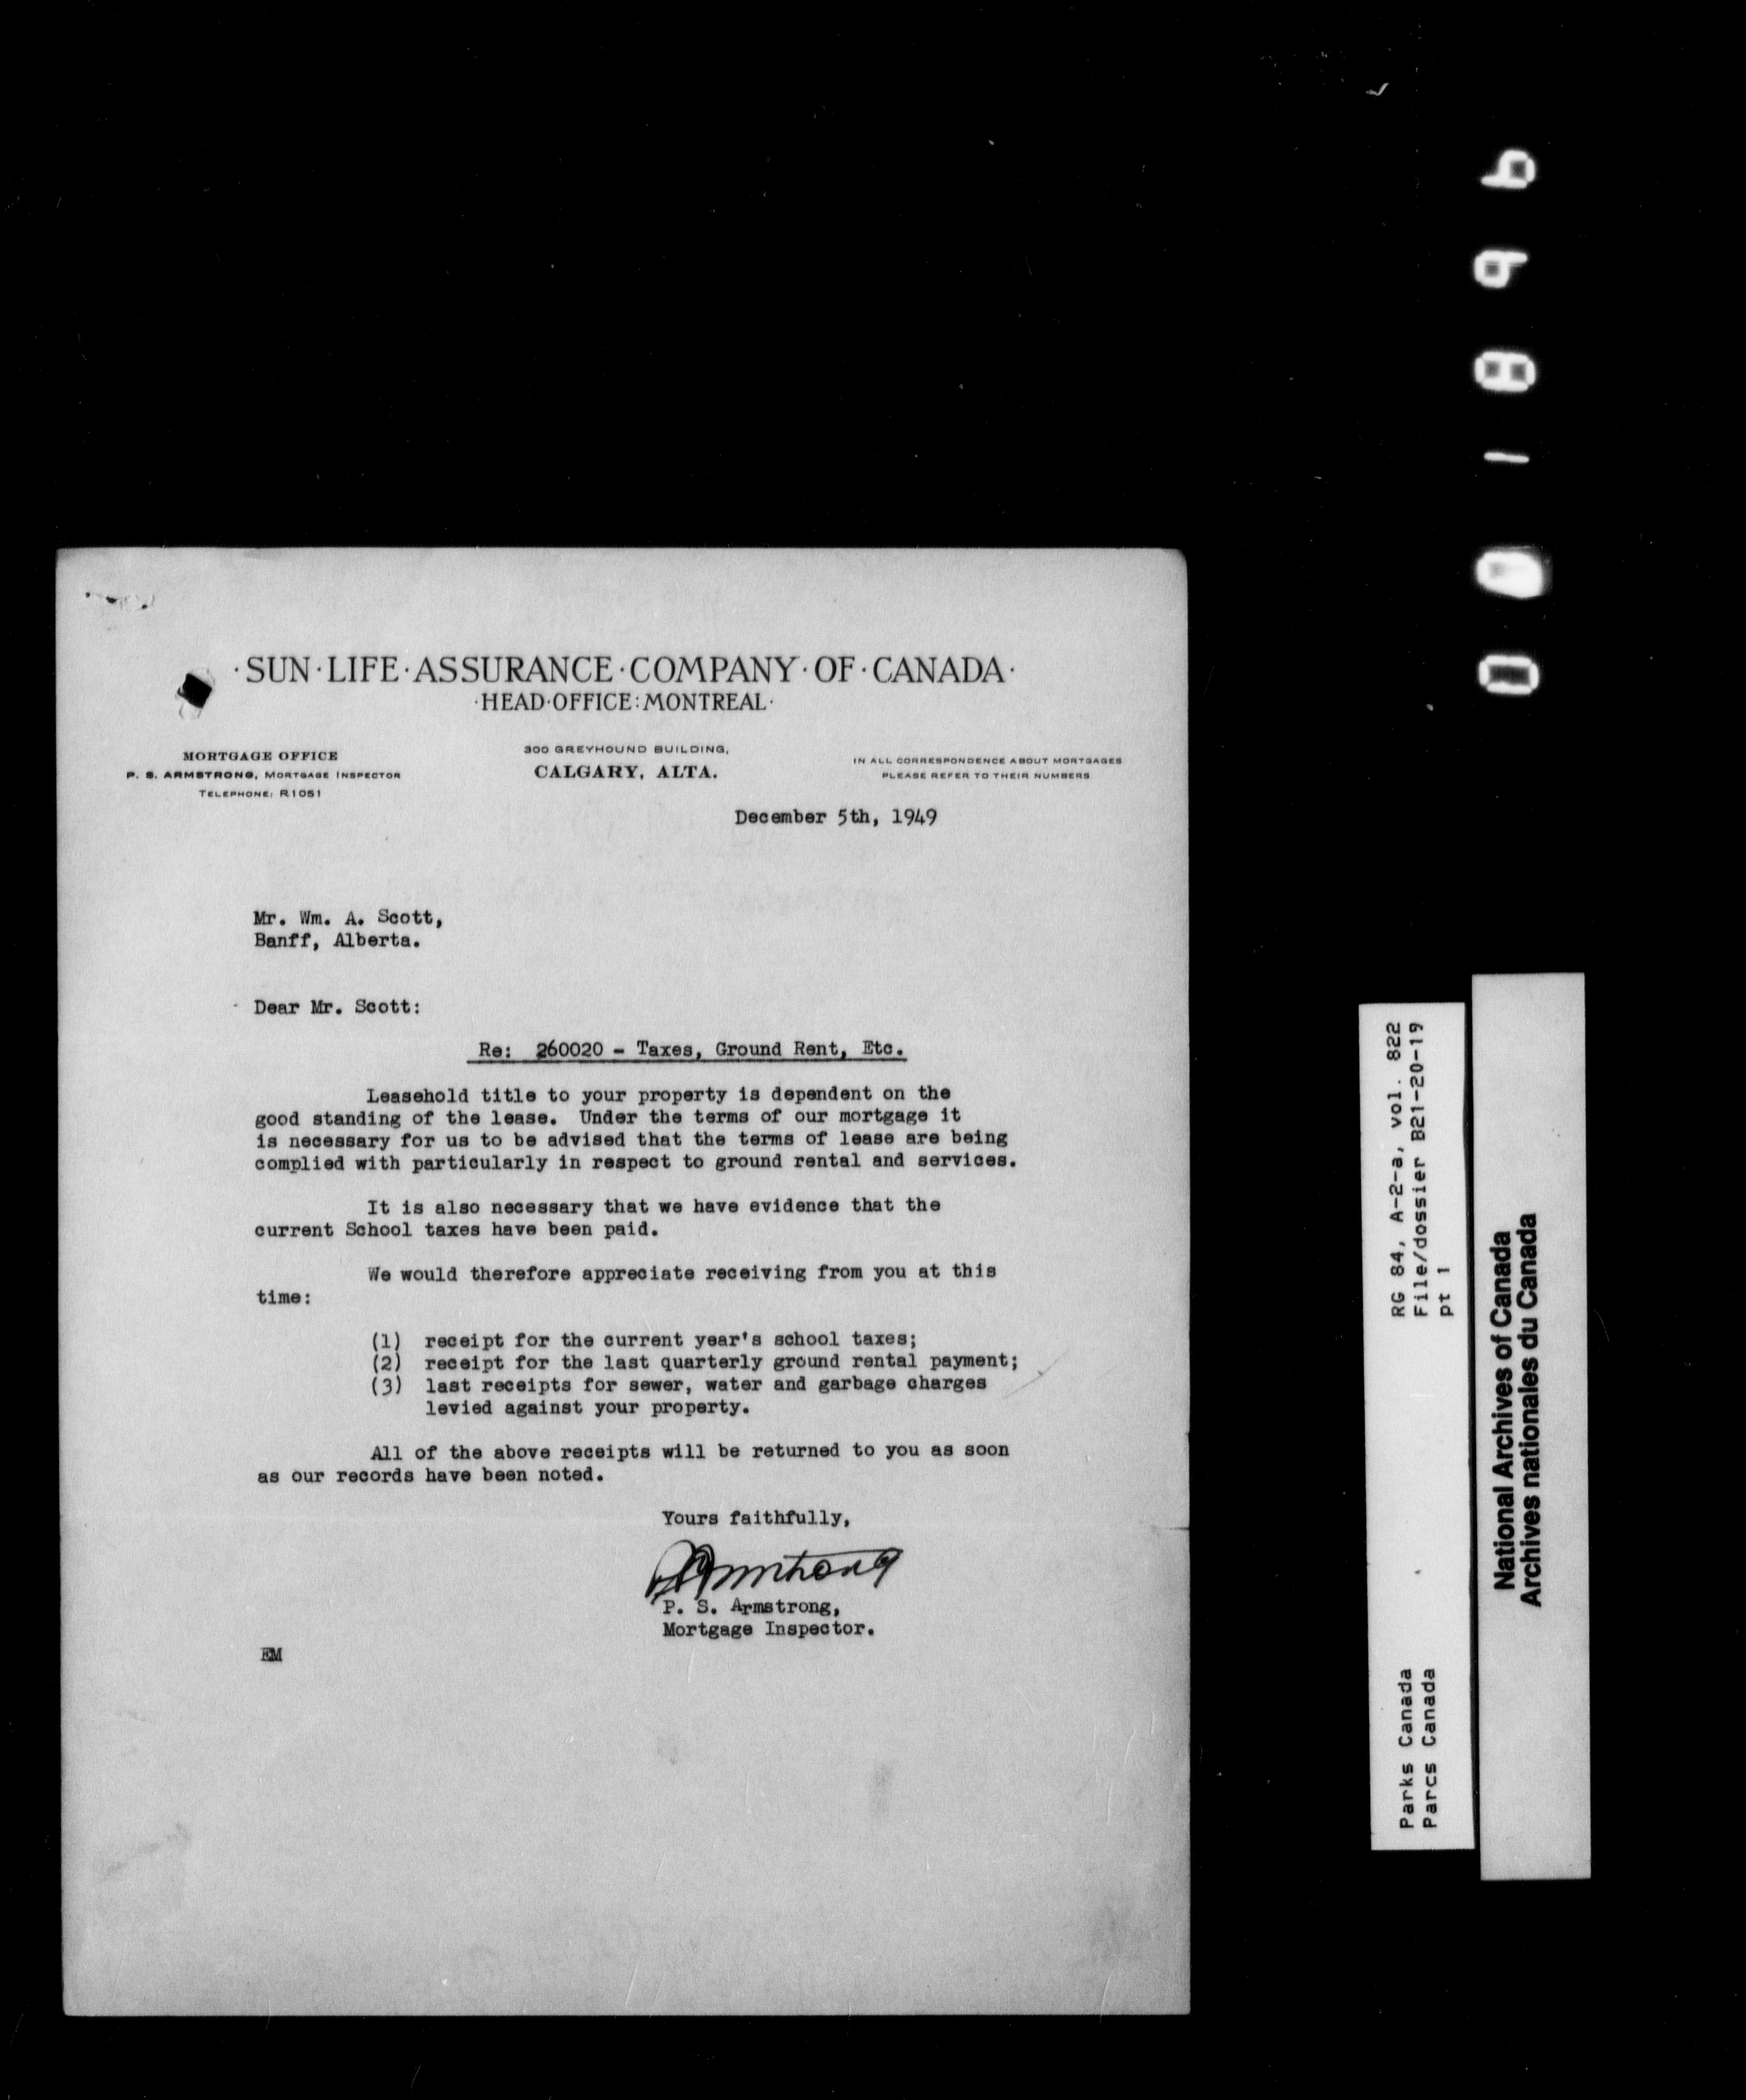 ·SUN·LIFE·ASSURANCE·COMPANY·OF·CANADA·
·HEAD·OFFICE:MONTREAL·
MORTGAGE OFFICE
P. S. ARMSTRONG, MORTGAGE INSPECTOR
TELEPHONE: R1051
300 GREYHOUND BUILDING,
CALGARY, ALTA.
IN ALL CORRESPONDENCE ABOUT MORTGAGES
PLEASE REFER TO THEIR NUMBERS
December 5th, 1949
Mr. Wm. A. Scott,
Banff, Alberta.
Dear Mr. Scott:
Re: 260020 - Taxes, Ground Rent, Etc.
Leasehold title to your property is dependent on the
good standing of the lease. Under the terms of our mortgage it
is necessary for us to be advised that the terms of lease are being
complied with particularly in respect to ground rental and services.
It is also necessary that we have evidence that the
current School taxes have been paid.
We would therefore appreciate receiving from you at this
time:
(1) receipt for the current year's school taxes;
(2) receipt for the last quarterly ground rental payment;
(3) last receipts for sewer, water and garbage charges
levied against your property.
All of the above receipts will be returned to you as soon
as our records have been noted.
Yours faithfully,
PSArmstrong
P. S. Armstrong,
Mortgage Inspector.
EM
RG 84, A-2-a, vol. 822
File/dossier B21-20-19
pt 1
Parks Canada
Parcs Canada
National Archives of Canada
Archives nationales du Canada